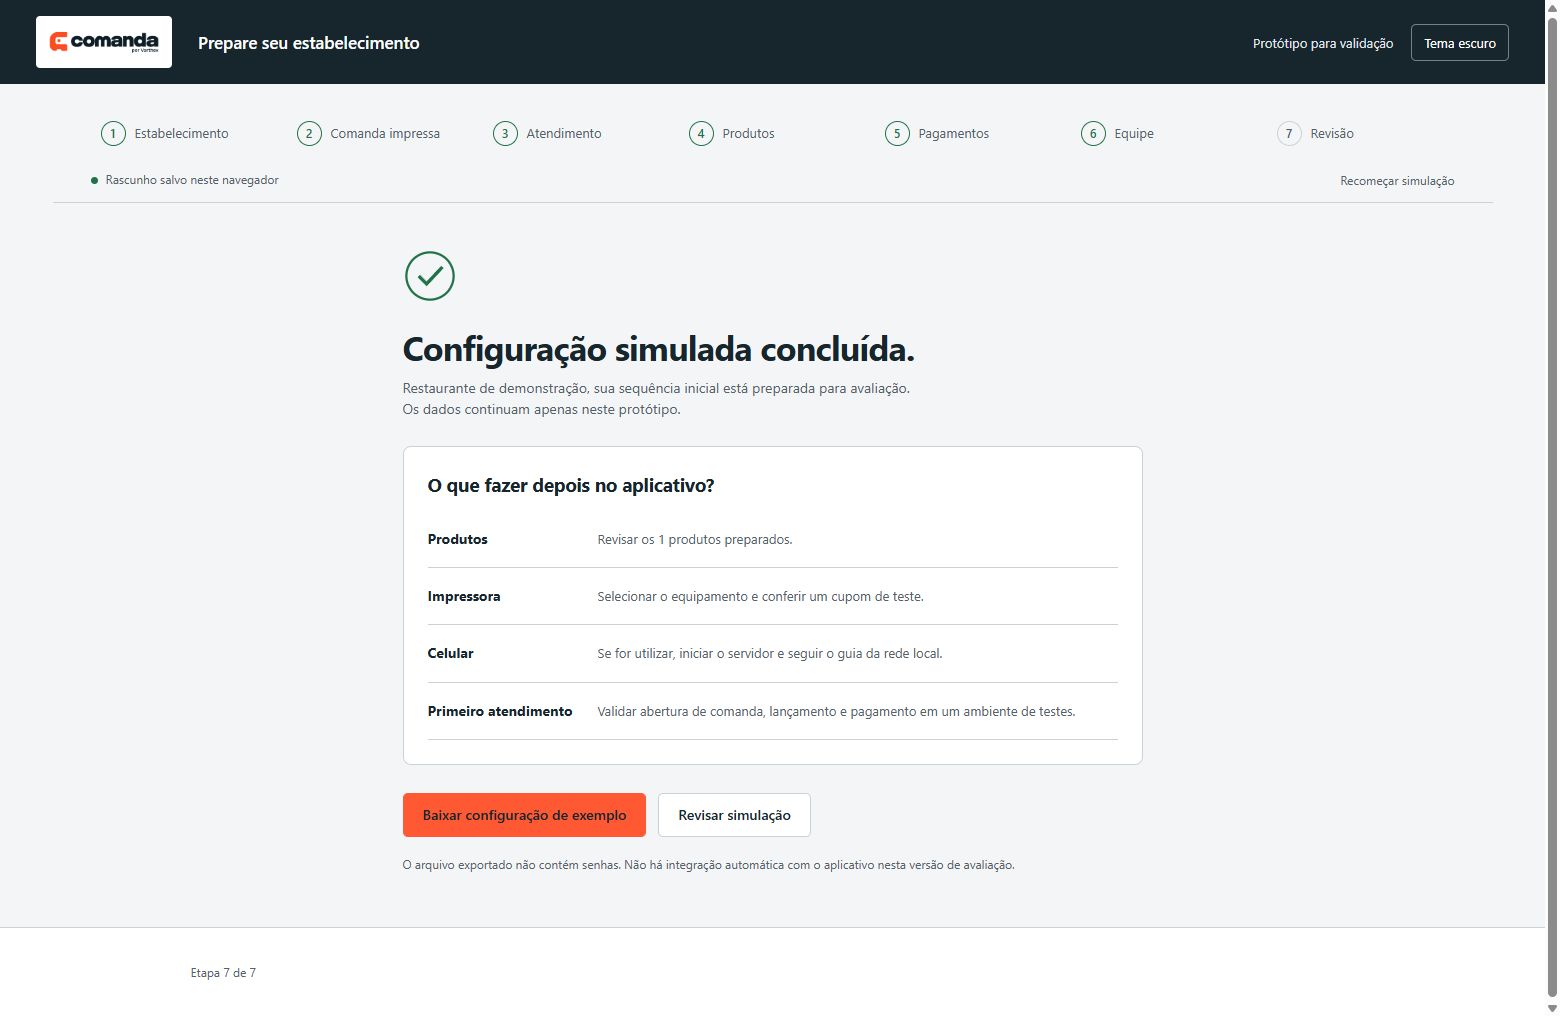 comanda
por Vorthex
Prepare seu estabelecimento
Protótipo para validação
Tema escuro
1 Estabelecimento
2 Comanda impressa
3 Atendimento
4 Produtos
5 Pagamentos
6 Equipe
7 Revisão
Rascunho salvo neste navegador
Recomeçar simulação
Configuração simulada concluída.
Restaurante de demonstração, sua sequência inicial está preparada para avaliação.
Os dados continuam apenas neste protótipo.
O que fazer depois no aplicativo?
Produtos Revisar os 1 produtos preparados.
Impressora Selecionar o equipamento e conferir um cupom de teste.
Celular Se for utilizar, iniciar o servidor e seguir o guia da rede local.
Primeiro atendimento Validar abertura de comanda, lançamento e pagamento em um ambiente de testes.
Baixar configuração de exemplo
Revisar simulação
O arquivo exportado não contém senhas. Não há integração automática com o aplicativo nesta versão de avaliação.
Etapa 7 de 7